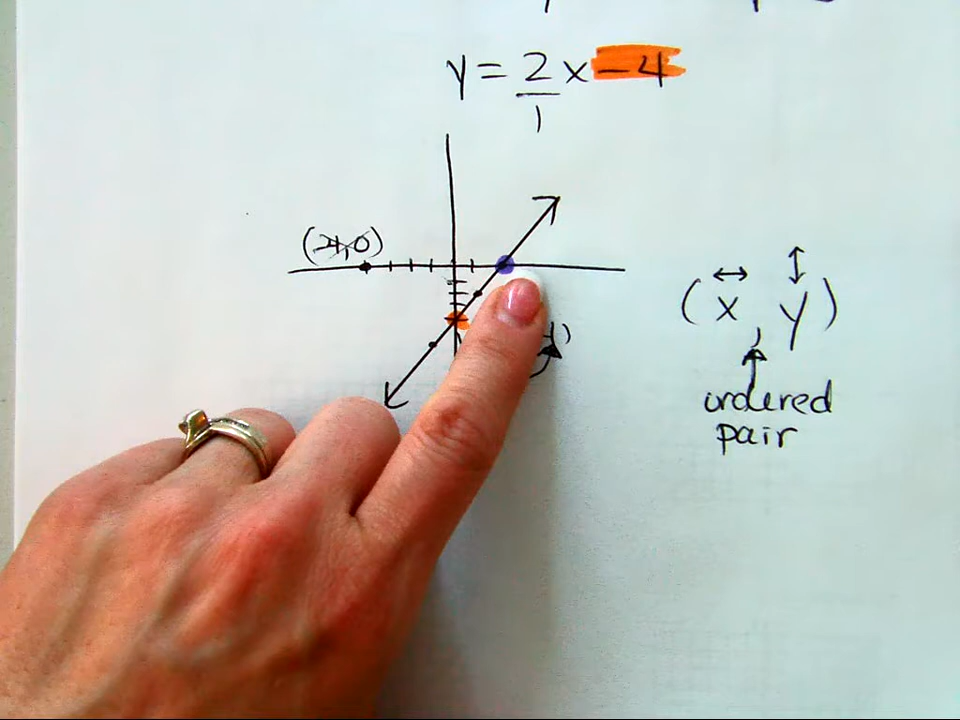 y = 2/1 x - 4
(x, y)
ordered
pair